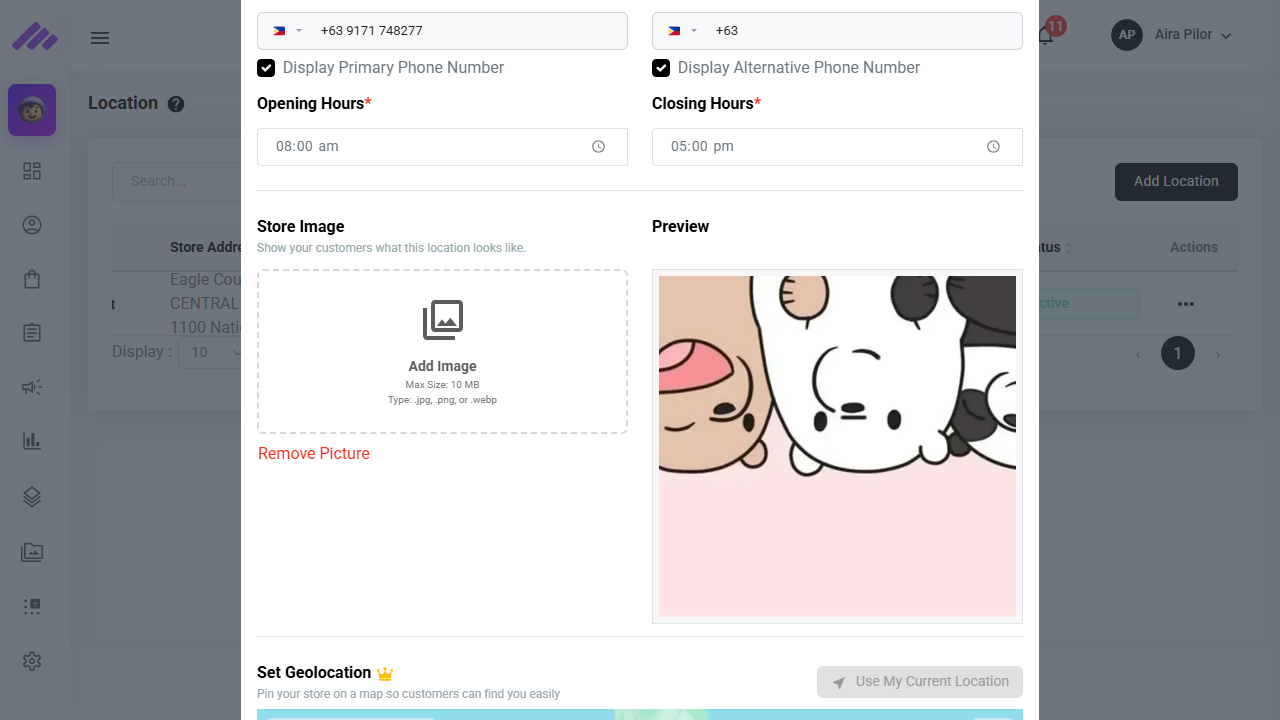 +63 9171 748277
+63
11
AP
Aira Pilor
Display Primary Phone Number
Display Alternative Phone Number
Location
Opening Hours*
Closing Hours*
08:00 am
05:00 pm
Search...
Add Location
Store Image
Preview
Show your customers what this location looks like.
Store Addre
tus
Actions
Eagle Cou
CENTRAL
1100 Nati
t
ctive
Display :
10
1
Add Image
Max Size: 10 MB
Type: .jpg, .png, or .webp
Remove Picture
Set Geolocation
Pin your store on a map so customers can find you easily
Use My Current Location